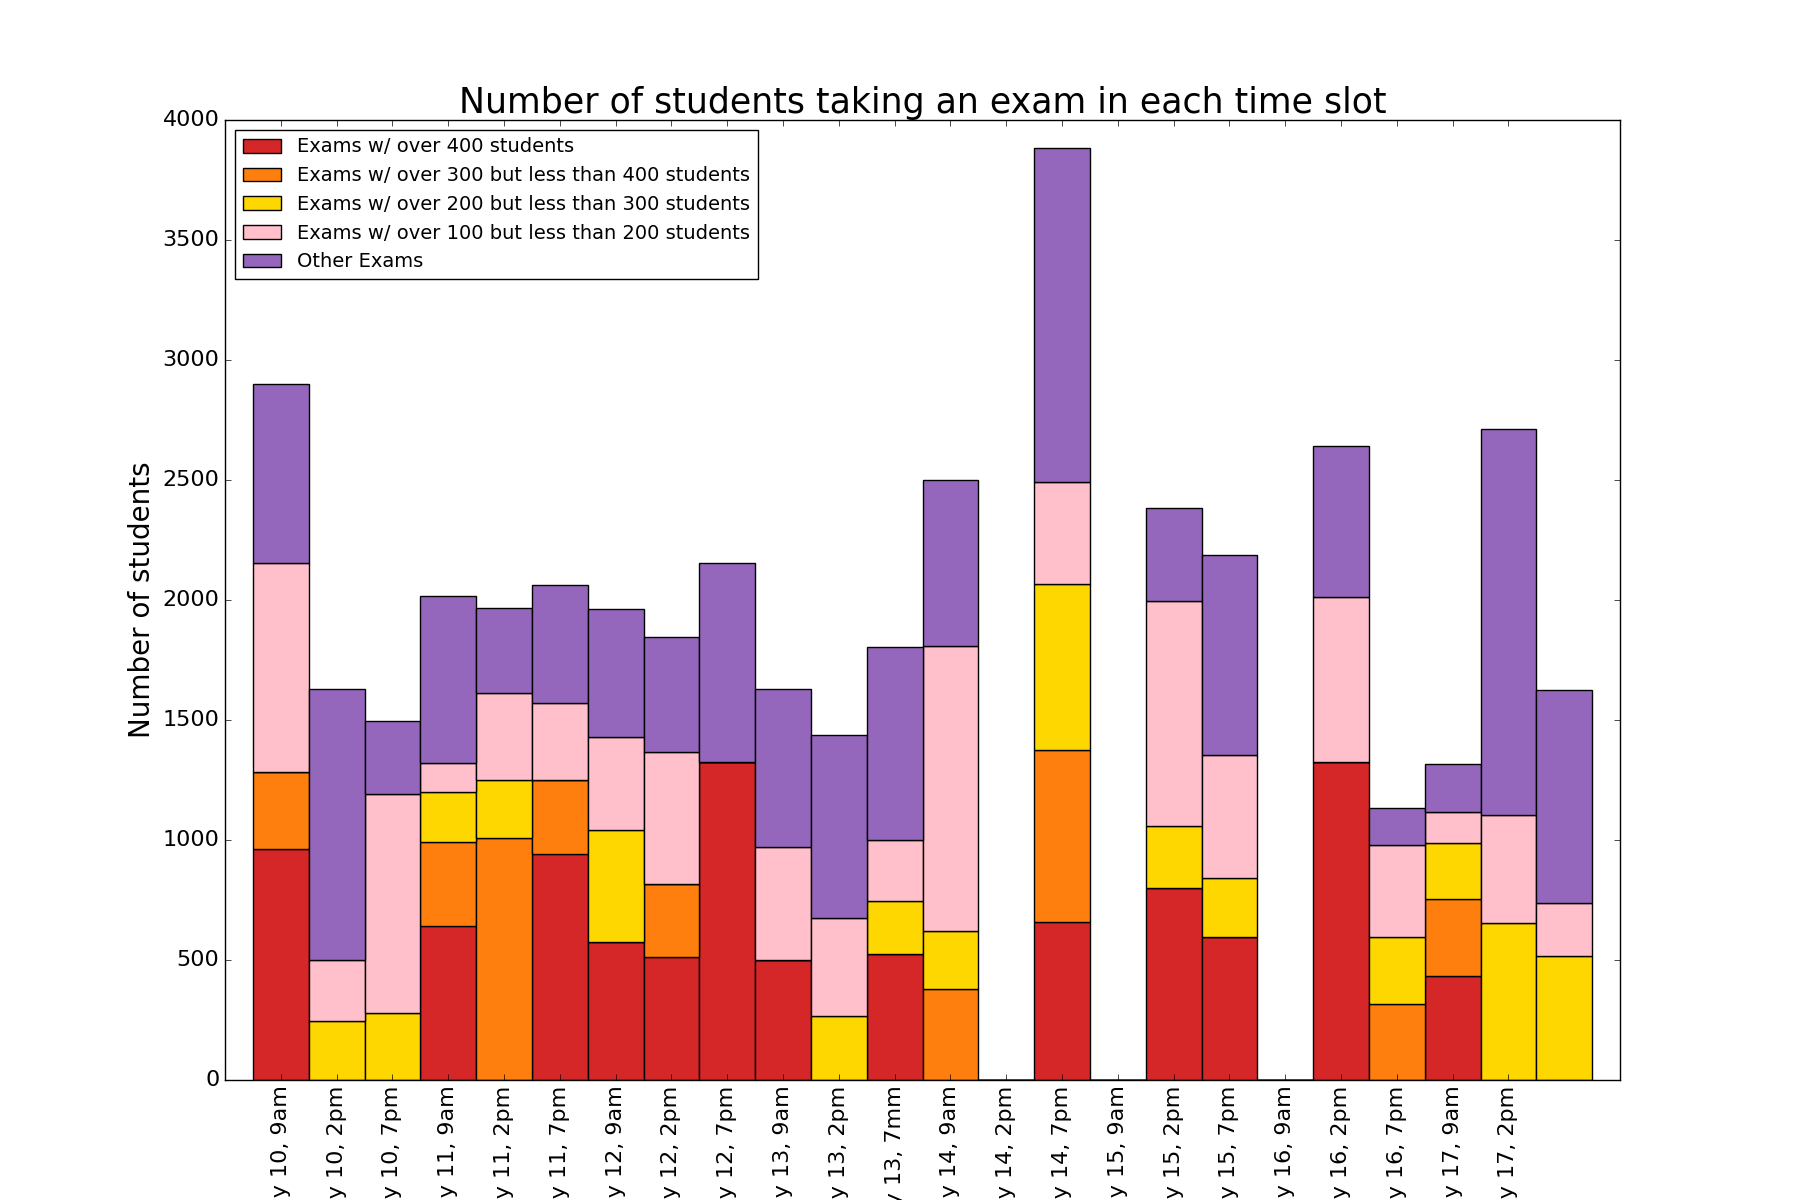 Number of students taking an exam in each time slot
4000
3500
3000
2500
2000
1500
1000
500
0
Number of students
Exams w/ over 400 students
Exams w/ over 300 but less than 400 students
Exams w/ over 200 but less than 300 students
Exams w/ over 100 but less than 200 students
Other Exams
y 10, 9am
y 10, 2pm
y 10, 7pm
y 11, 9am
y 11, 2pm
y 11, 7pm
y 12, 9am
y 12, 2pm
y 12, 7pm
y 13, 9am
y 13, 2pm
y 13, 7mm
y 14, 9am
y 14, 2pm
y 14, 7pm
y 15, 9am
y 15, 2pm
y 15, 7pm
y 16, 9am
y 16, 2pm
y 16, 7pm
y 17, 9am
y 17, 2pm